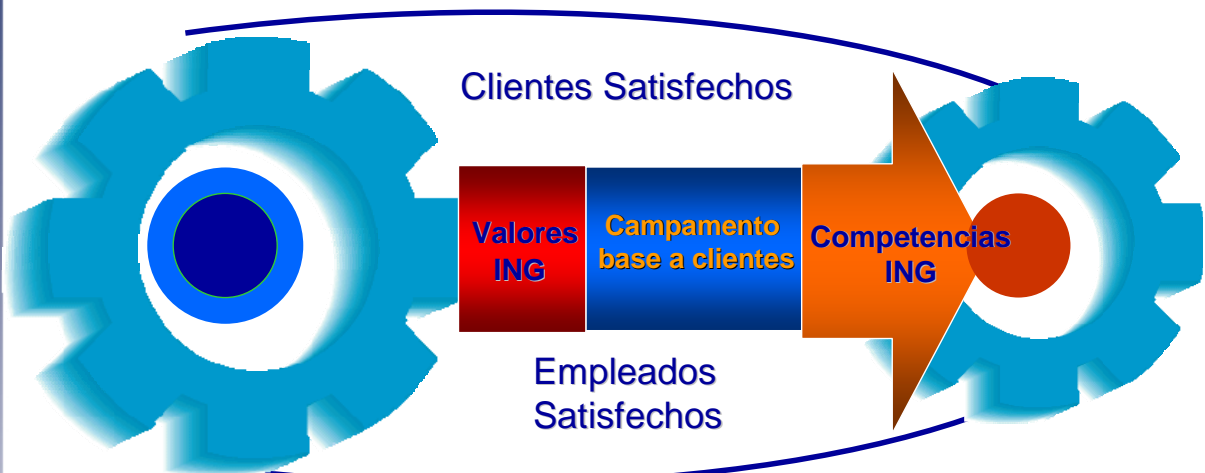 Clientes Satisfechos
Valores
ING
Campamento
base a clientes
Competencias
ING
Empleados
Satisfechos